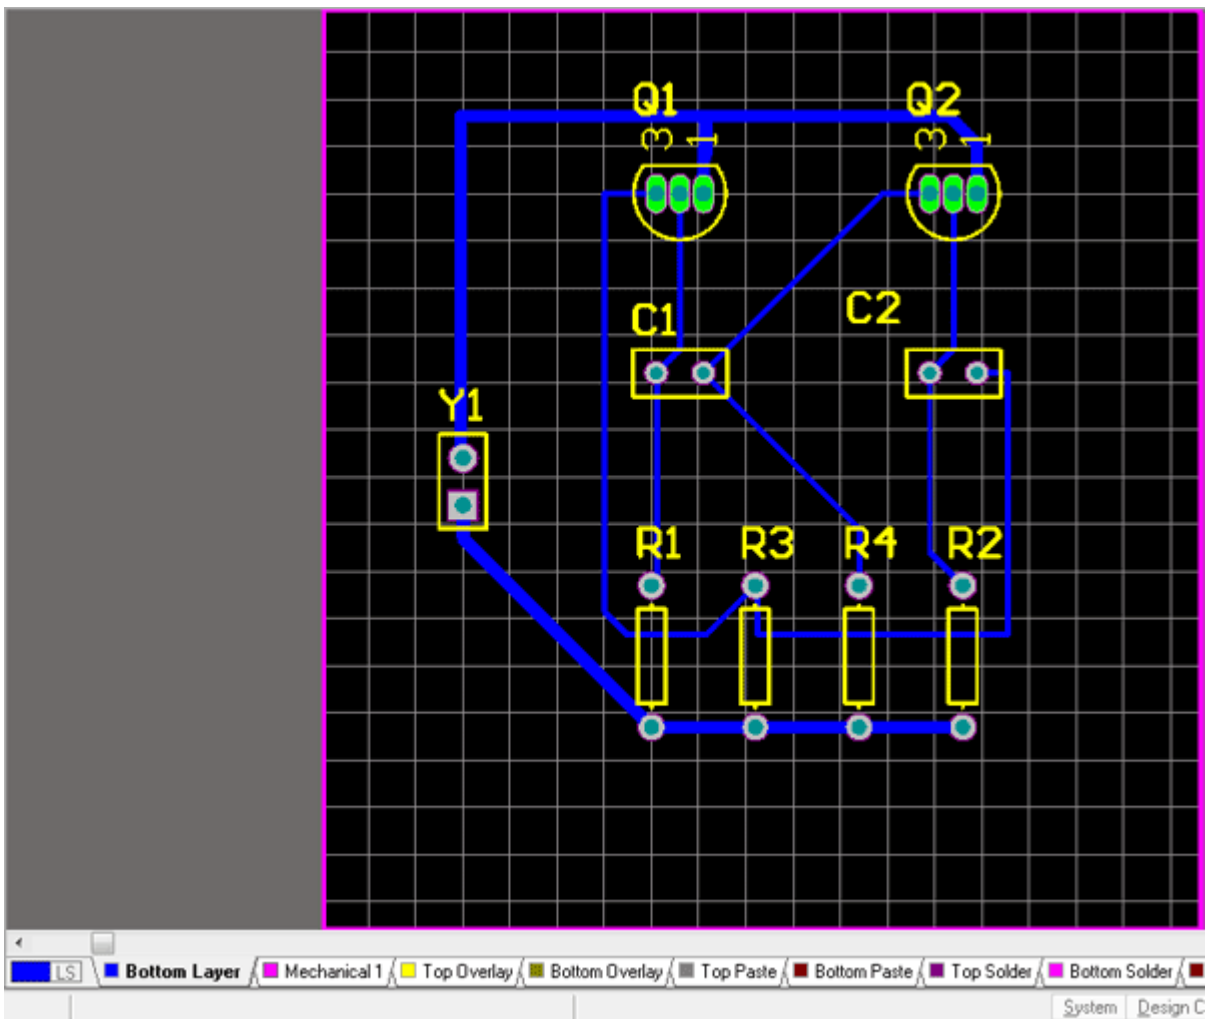 Q1 Q2
3 1 3 1
C1 C2
Y1
R1 R3 R4 R2
LS Bottom Layer Mechanical 1 Top Overlay Bottom Overlay Top Paste Bottom Paste Top Solder Bottom Solder
System Design C